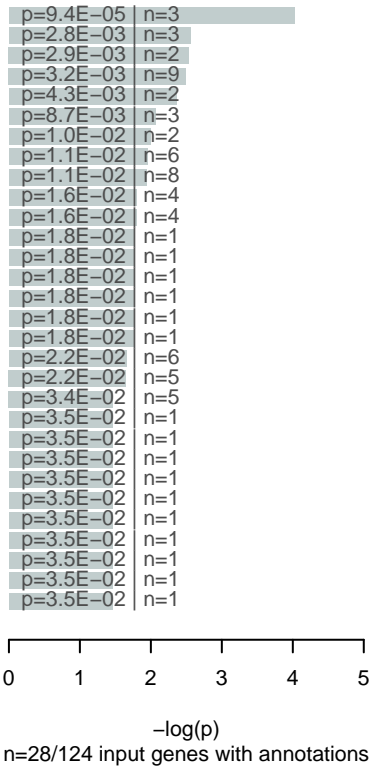 p=9.4E−05 n=3
p=2.8E−03 n=3
p=2.9E−03 n=2
p=3.2E−03 n=9
p=4.3E−03 n=2
p=8.7E−03 n=3
p=1.0E−02 n=2
p=1.1E−02 n=6
p=1.1E−02 n=8
p=1.6E−02 n=4
p=1.6E−02 n=4
p=1.8E−02 n=1
p=1.8E−02 n=1
p=1.8E−02 n=1
p=1.8E−02 n=1
p=1.8E−02 n=1
p=1.8E−02 n=1
p=2.2E−02 n=6
p=2.2E−02 n=5
p=3.4E−02 n=5
p=3.5E−02 n=1
p=3.5E−02 n=1
p=3.5E−02 n=1
p=3.5E−02 n=1
p=3.5E−02 n=1
p=3.5E−02 n=1
p=3.5E−02 n=1
p=3.5E−02 n=1
p=3.5E−02 n=1
p=3.5E−02 n=1
0 1 2 3 4 5
−log(p)
n=28/124 input genes with annotations